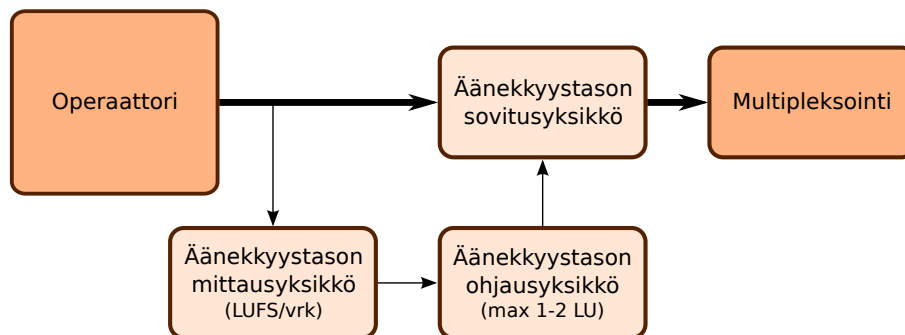 Operaattori
Äänekkyystason
sovitusyksikkö
Multipleksointi
Äänekkyystason
mittausyksikkö
(LUFS/vrk)
Äänekkyystason
ohjausyksikkö
(max 1-2 LU)